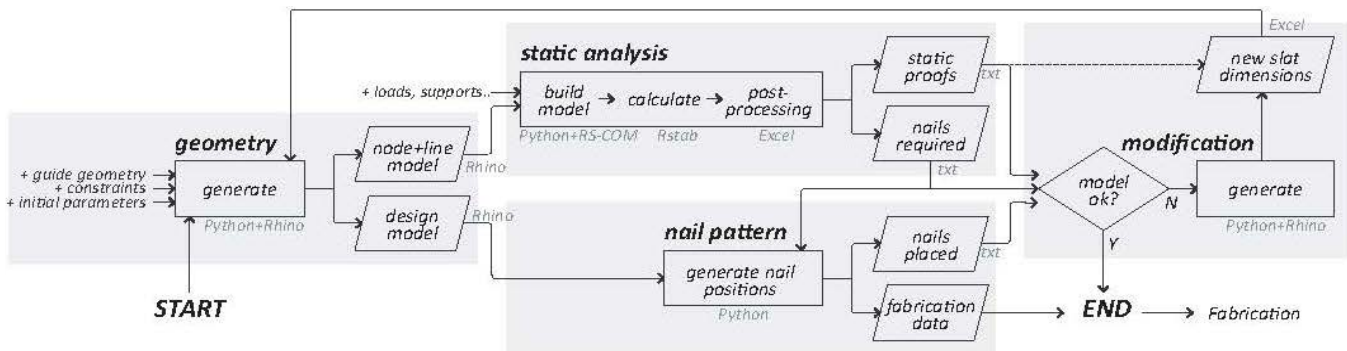 Excel
static analysis
static
proofs
txt
new slat
dimensions
+ loads, supports..
build
model
calculate
post-
processing
Python+RS-COM
Rstab
Excel
nails
required
txt
geometry
node+line
model
Rhino
+ guide geometry
+ constraints
+ initial parameters
generate
Python+Rhino
design
model
Rhino
modification
model
ok?
N
Y
generate
Python+Rhino
nail pattern
generate nail
positions
Python
nails
placed
txt
fabrication
data
START
END
Fabrication